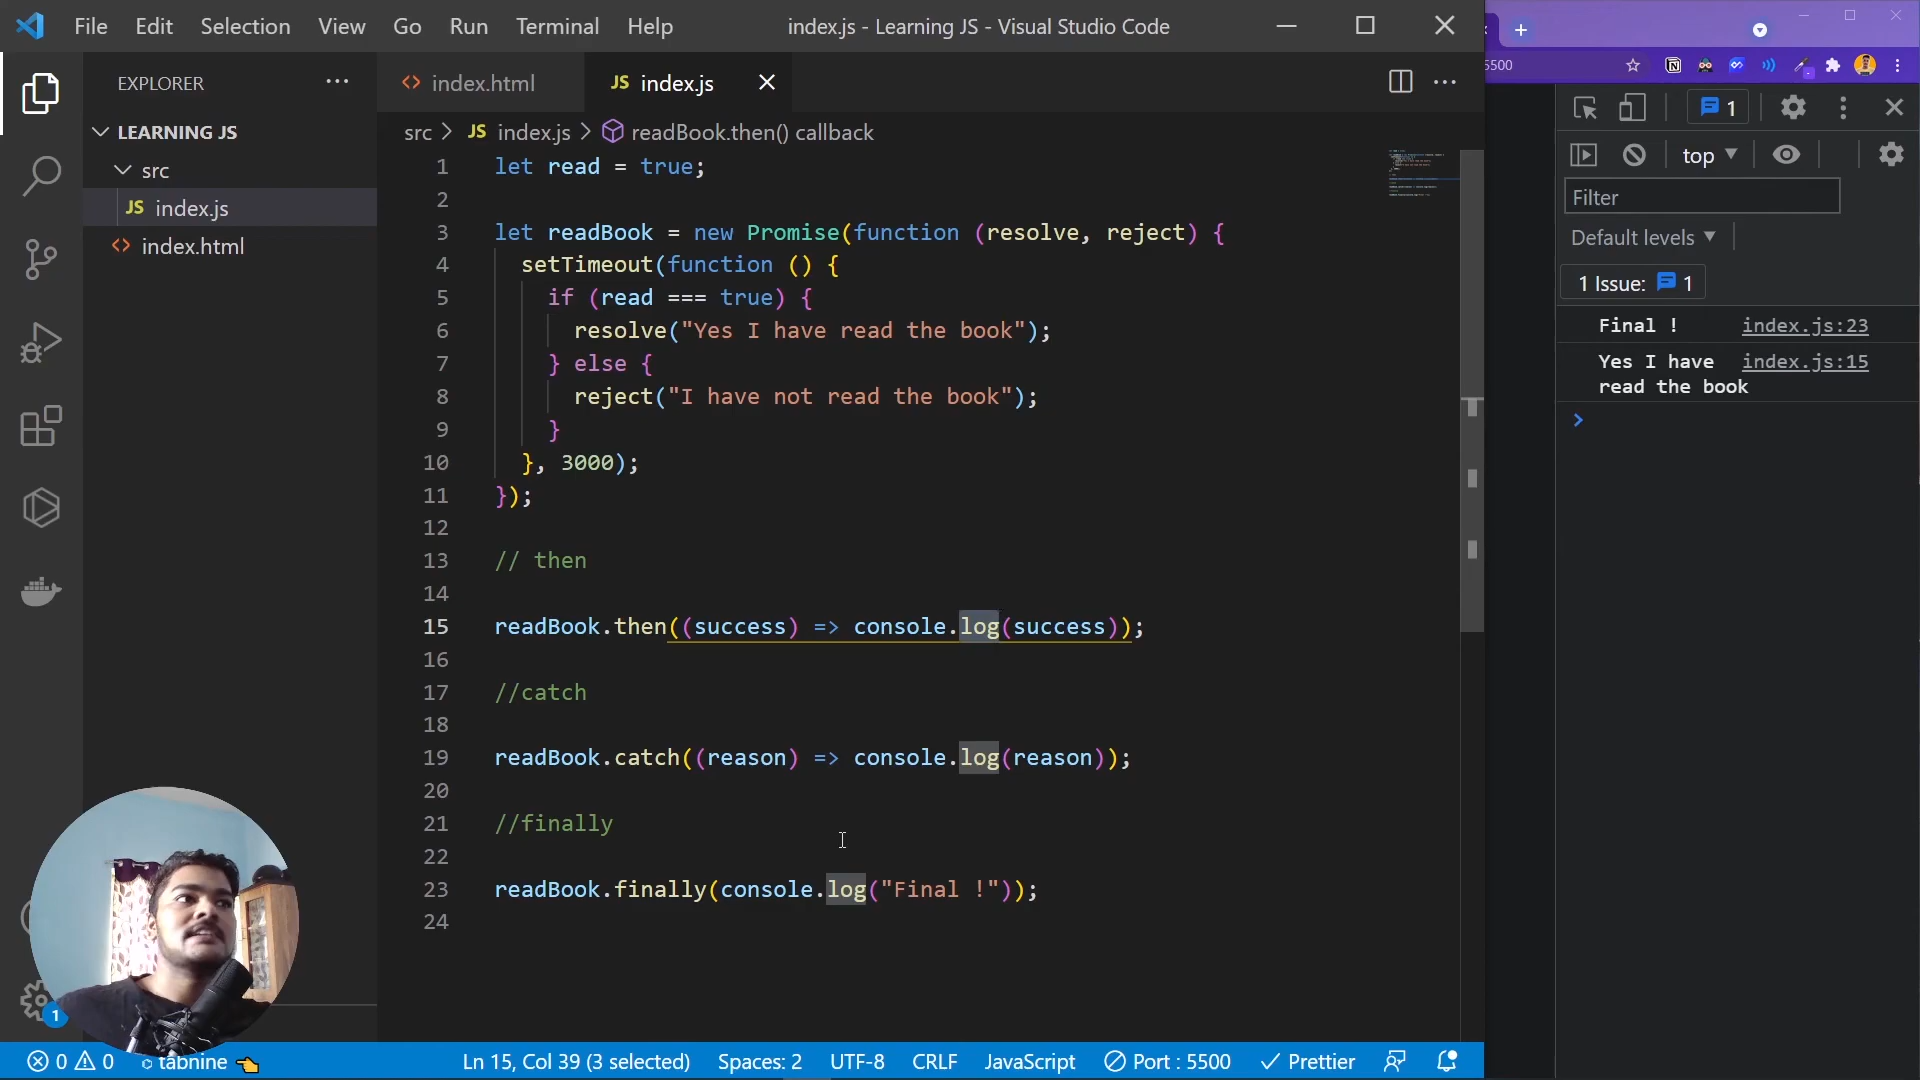 File Edit Selection View Go Run Terminal Help index.js - Learning JS - Visual Studio Code
5500
EXPLORER
LEARNING JS
src
JS index.js
index.html
index.html
JS index.js
src > JS index.js > readBook.then() callback
1 let read = true;
2
3 let readBook = new Promise(function (resolve, reject) {
4 setTimeout(function () {
5 if (read === true) {
6 resolve("Yes I have read the book");
7 } else {
8 reject("I have not read the book");
9 }
10 }, 3000);
11 });
12
13 // then
14
15 readBook.then((success) => console.log(success));
16
17 //catch
18
19 readBook.catch((reason) => console.log(reason));
20
21 //finally
22
23 readBook.finally(console.log("Final !"));
24
1
top
Filter
Default levels
1 Issue: 1
Final ! index.js:23
Yes I have index.js:15
read the book
1
0 0 tabnine Ln 15, Col 39 (3 selected) Spaces: 2 UTF-8 CRLF JavaScript Port : 5500 Prettier